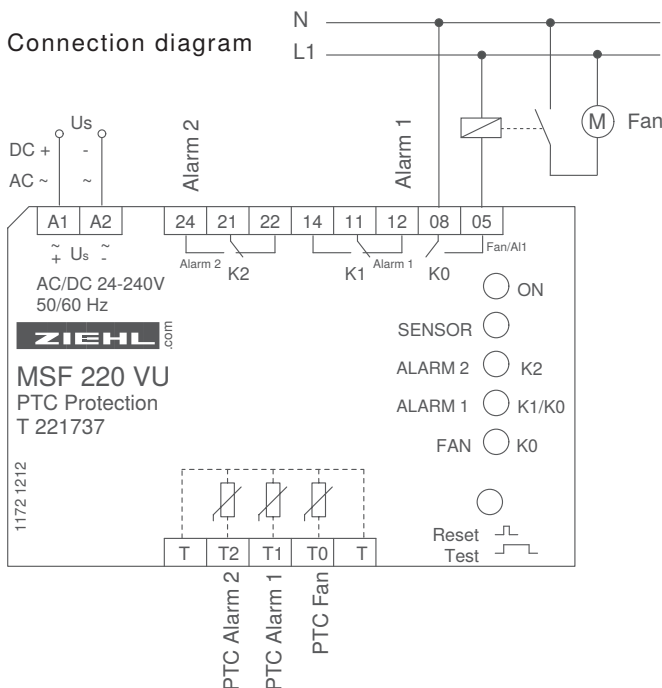 Connection diagram
N
L1
Us
DC + -
AC ~ ~
Alarm 2
Alarm 1
M Fan
A1 A2 24 21 22 14 11 12 08 05
~ ~
+ Us -
Alarm 2 K2 K1 Alarm 1 K0 Fan/Al1
AC/DC 24-240V
50/60 Hz
ZIEHL.com
MSF 220 VU
PTC Protection
T 221737
1172 1212
ON
SENSOR
ALARM 2 K2
ALARM 1 K1/K0
FAN K0
Reset
Test
T T2 T1 T0 T
PTC Alarm 2
PTC Alarm 1
PTC Fan